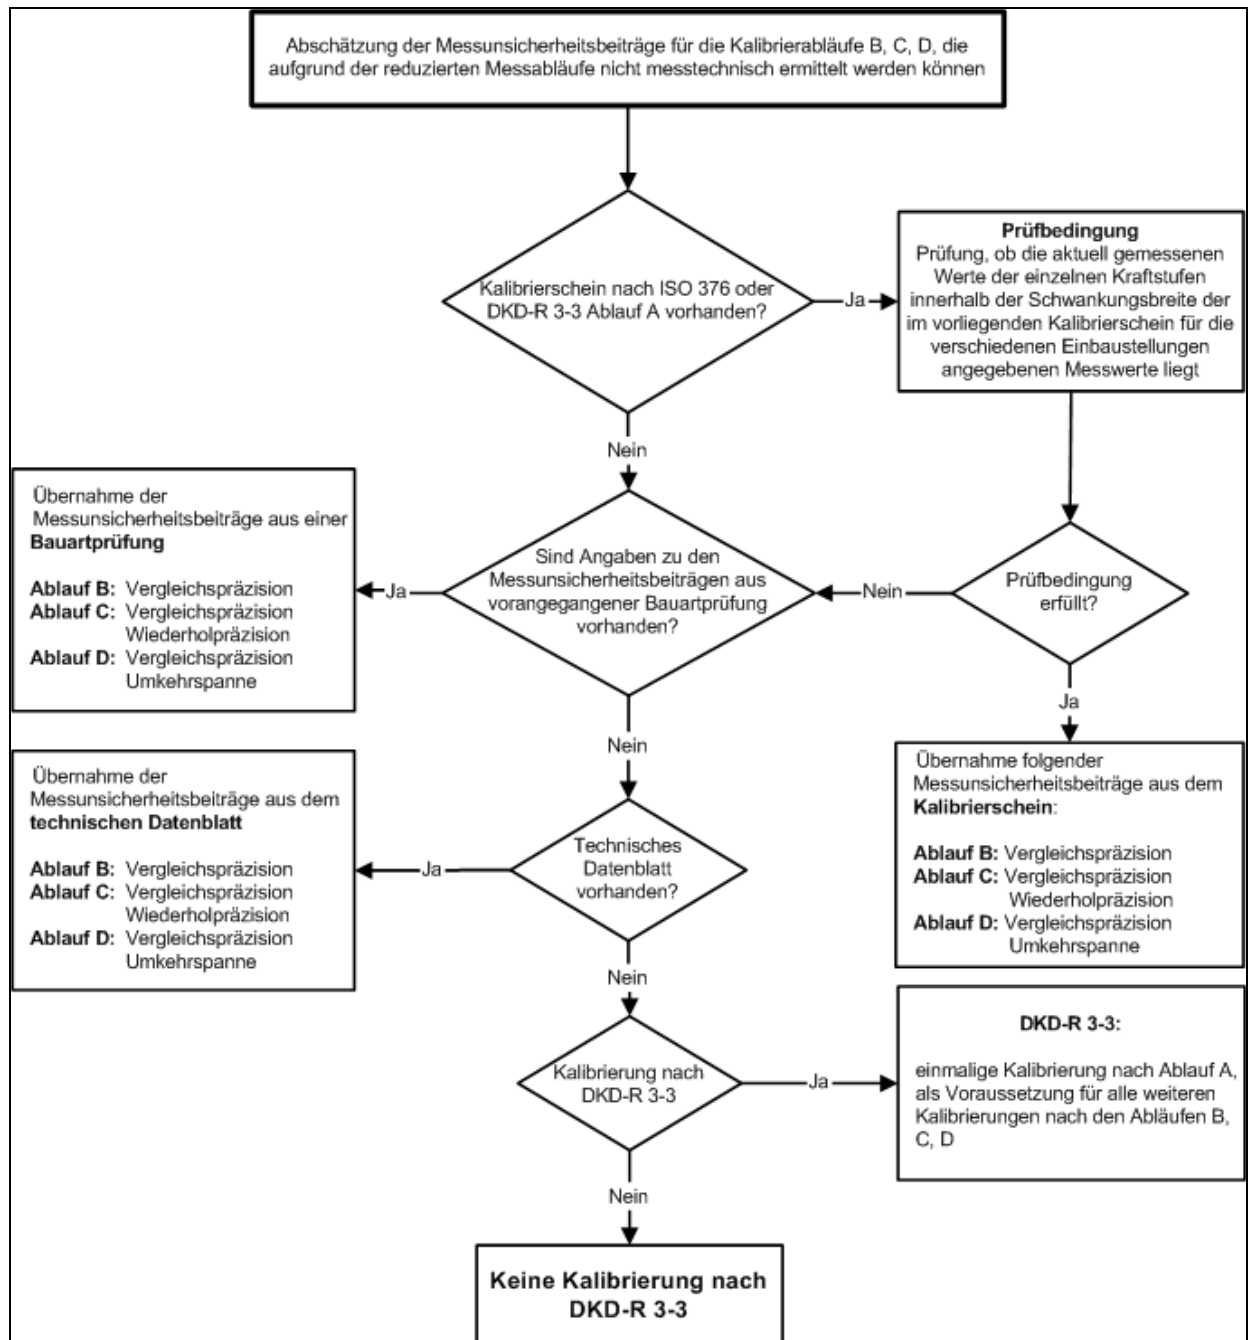 Abschätzung der Messunsicherheitsbeiträge für die Kalibrierabläufe B, C, D, die
aufgrund der reduzierten Messabläufe nicht messtechnisch ermittelt werden können
Kalibrierschein nach ISO 376 oder
DKD-R 3-3 Ablauf A vorhanden?
Ja
Prüfbedingung
Prüfung, ob die aktuell gemessenen
Werte der einzelnen Kraftstufen
innerhalb der Schwankungsbreite der
im vorliegenden Kalibrierschein für die
verschiedenen Einbaustellungen
angegebenen Messwerte liegt
Nein
Übernahme der
Messunsicherheitsbeiträge aus einer
Bauartprüfung
Ablauf B: Vergleichspräzision
Ablauf C: Vergleichspräzision
Wiederholpräzision
Ablauf D: Vergleichspräzision
Umkehrspanne
Ja
Sind Angaben zu den
Messunsicherheitsbeiträgen aus
vorangegangener Bauartprüfung
vorhanden?
Nein
Prüfbedingung
erfüllt?
Ja
Nein
Übernahme der
Messunsicherheitsbeiträge aus dem
technischen Datenblatt
Ablauf B: Vergleichspräzision
Ablauf C: Vergleichspräzision
Wiederholpräzision
Ablauf D: Vergleichspräzision
Umkehrspanne
Ja
Technisches
Datenblatt
vorhanden?
Übernahme folgender
Messunsicherheitsbeiträge aus dem
Kalibrierschein:
Ablauf B: Vergleichspräzision
Ablauf C: Vergleichspräzision
Wiederholpräzision
Ablauf D: Vergleichspräzision
Umkehrspanne
Nein
Kalibrierung nach
DKD-R 3-3
Ja
DKD-R 3-3:
einmalige Kalibrierung nach Ablauf A,
als Voraussetzung für alle weiteren
Kalibrierungen nach den Abläufen B,
C, D
Nein
Keine Kalibrierung nach
DKD-R 3-3